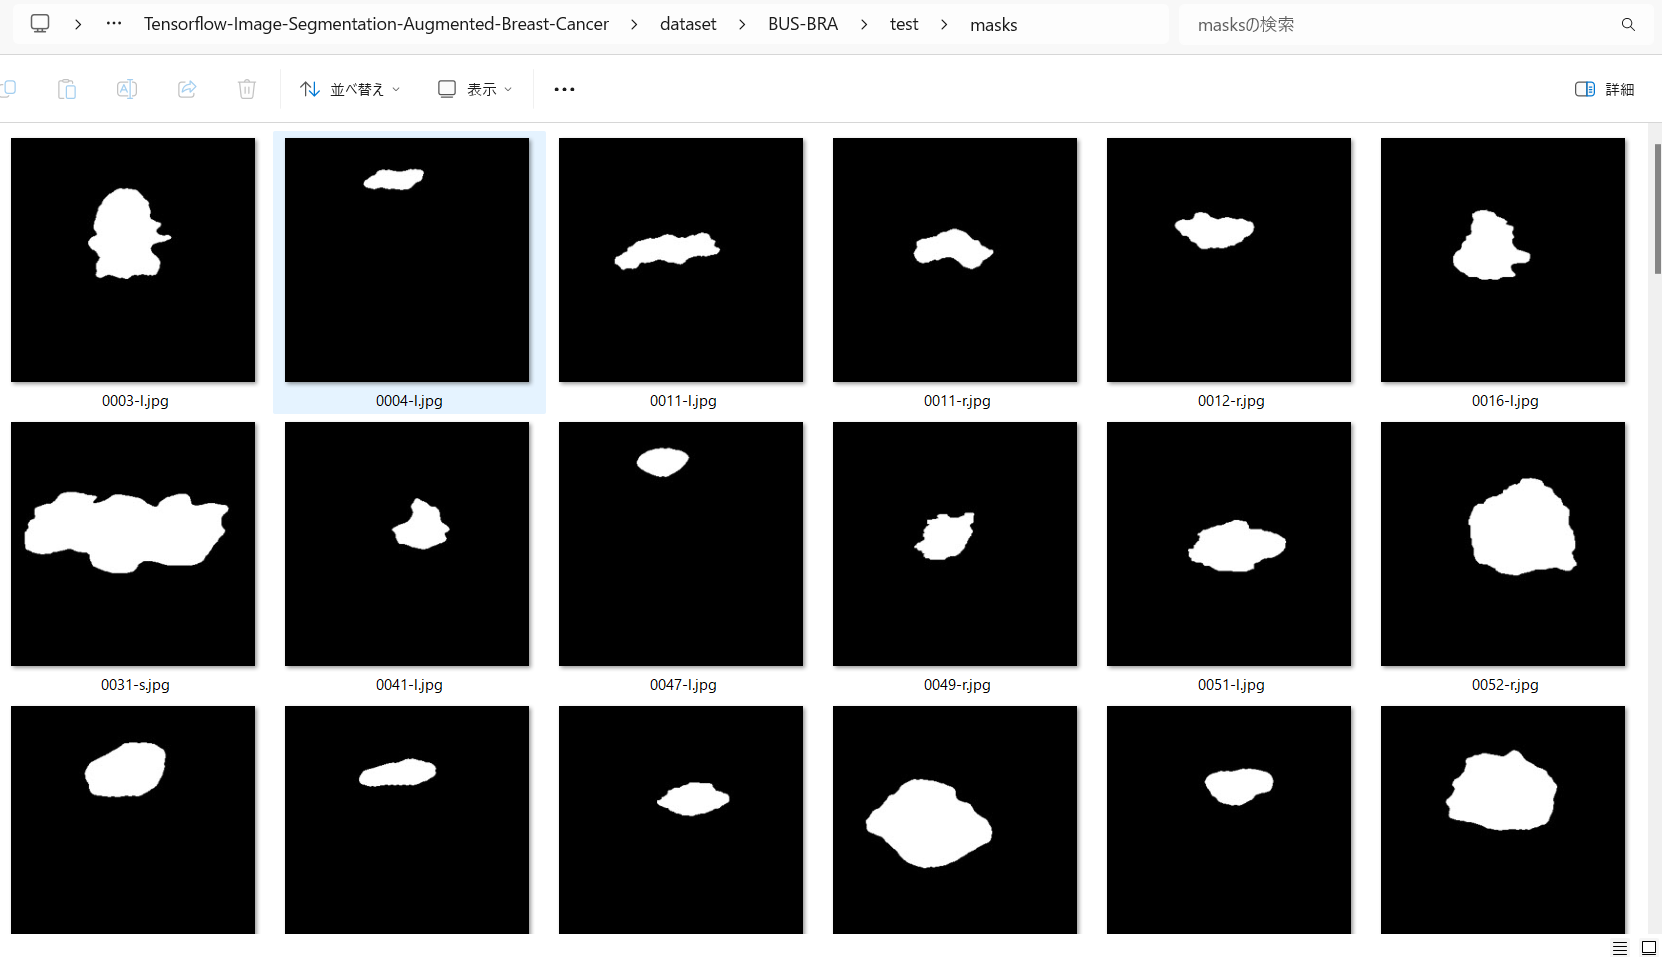 Tensorflow-Image-Segmentation-Augmented-Breast-Cancer > dataset > BUS-BRA > test > masks
masksの検索
並べ替え
表示
詳細
0003-l.jpg
0004-l.jpg
0011-l.jpg
0011-r.jpg
0012-r.jpg
0016-l.jpg
0031-s.jpg
0041-l.jpg
0047-l.jpg
0049-r.jpg
0051-l.jpg
0052-r.jpg